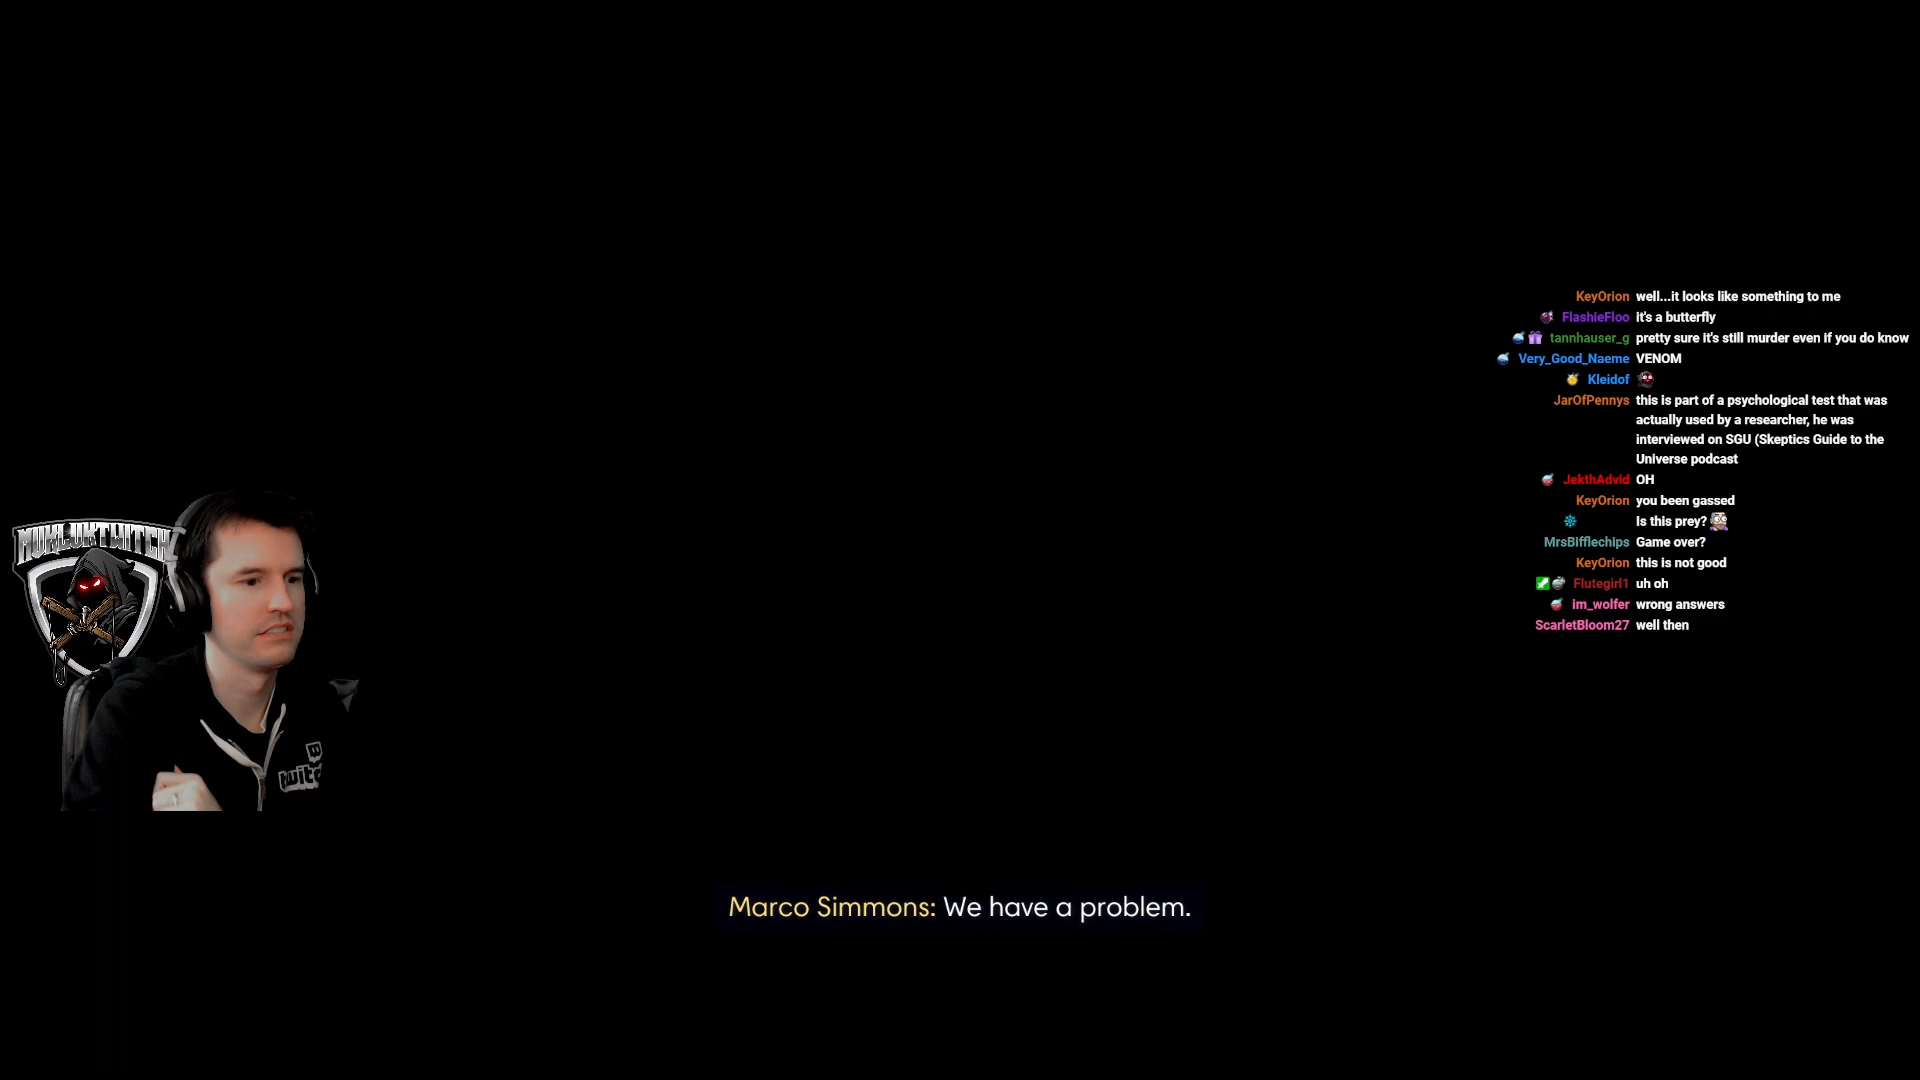 KeyOrion well...it looks like something to me
FlashieFloo it's a butterfly
tannhauser_g pretty sure it's still murder even if you do know
Very_Good_Naeme VENOM
Kleidof
JarOfPennys this is part of a psychological test that was
actually used by a researcher, he was
interviewed on SGU (Skeptics Guide to the
Universe podcast
JekthAdvId OH
KeyOrion you been gassed
Is this prey?
MrsBifflechips Game over?
KeyOrion this is not good
Flutegirl1 uh oh
im_wolfer wrong answers
ScarletBloom27 well then
MUKLUKTWITCH
Marco Simmons: We have a problem.